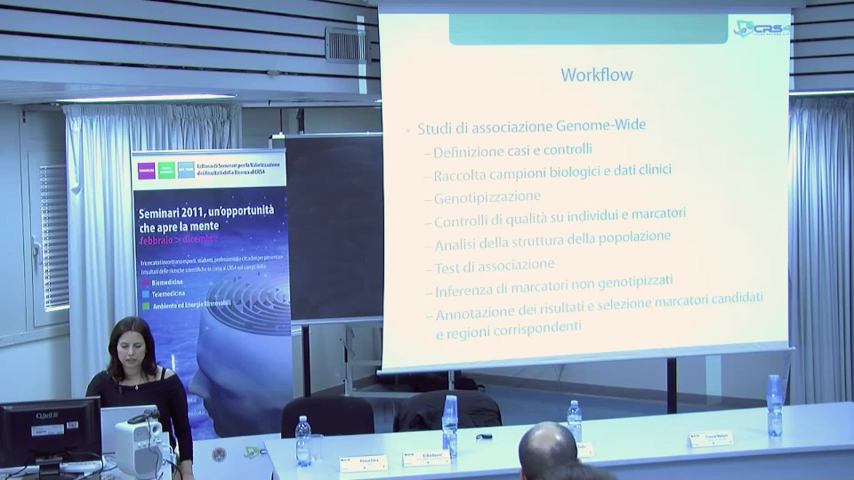 CRS4
Workflow
• Studi di associazione Genome-Wide
– Definizione casi e controlli
– Raccolta campioni biologici e dati clinici
– Genotipizzazione
– Controlli di qualità su individui e marcatori
– Analisi della struttura della popolazione
– Test di associazione
– Inferenza di marcatori non genotipizzati
– Annotazione dei risultati e selezione marcatori candidati
e regioni corrispondenti
Seminari 2011, un'opportunità
che apre la mente
febbraio > dicembre
Biomedicina
Telemedicina
Ambiente ed Energie Rinnovabili